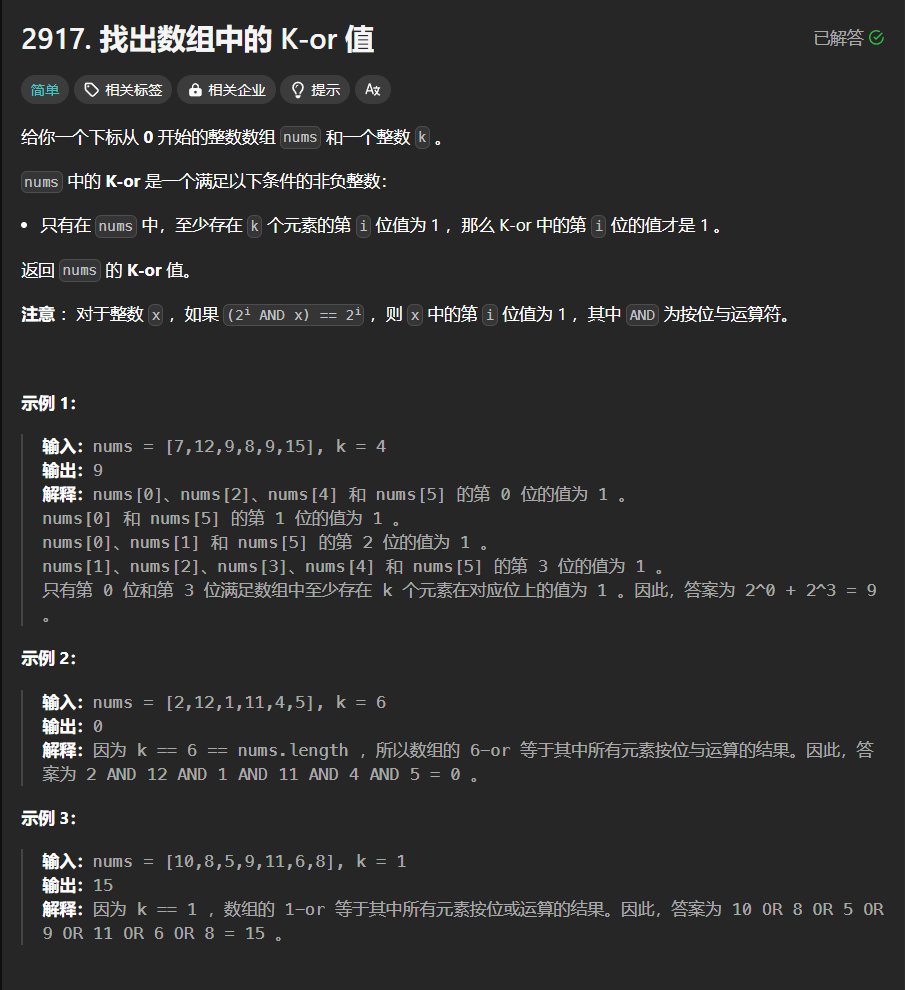 2917. 找出数组中的 K-or 值
已解答
简单 相关标签 相关企业 提示
给你一个下标从 0 开始的整数数组 nums 和一个整数 k 。
nums 中的 K-or 是一个满足以下条件的非负整数：
• 只有在 nums 中，至少存在 k 个元素的第 i 位值为 1 ，那么 K-or 中的第 i 位的值才是 1 。
返回 nums 的 K-or 值。
注意 ：对于整数 x ，如果 (2ⁱ AND x) == 2ⁱ ，则 x 中的第 i 位值为 1 ，其中 AND 为按位与运算符。
示例 1：
输入：nums = [7,12,9,8,9,15], k = 4
输出：9
解释：nums[0]、nums[2]、nums[4] 和 nums[5] 的第 0 位的值为 1 。
nums[0] 和 nums[5] 的第 1 位的值为 1 。
nums[0]、nums[1] 和 nums[5] 的第 2 位的值为 1 。
nums[1]、nums[2]、nums[3]、nums[4] 和 nums[5] 的第 3 位的值为 1 。
只有第 0 位和第 3 位满足数组中至少存在 k 个元素在对应位上的值为 1 。因此，答案为 2^0 + 2^3 = 9
。
示例 2：
输入：nums = [2,12,1,11,4,5], k = 6
输出：0
解释：因为 k == 6 == nums.length ，所以数组的 6-or 等于其中所有元素按位与运算的结果。因此，答
案为 2 AND 12 AND 1 AND 11 AND 4 AND 5 = 0 。
示例 3：
输入：nums = [10,8,5,9,11,6,8], k = 1
输出：15
解释：因为 k == 1 ，数组的 1-or 等于其中所有元素按位或运算的结果。因此，答案为 10 OR 8 OR 5 OR
9 OR 11 OR 6 OR 8 = 15 。